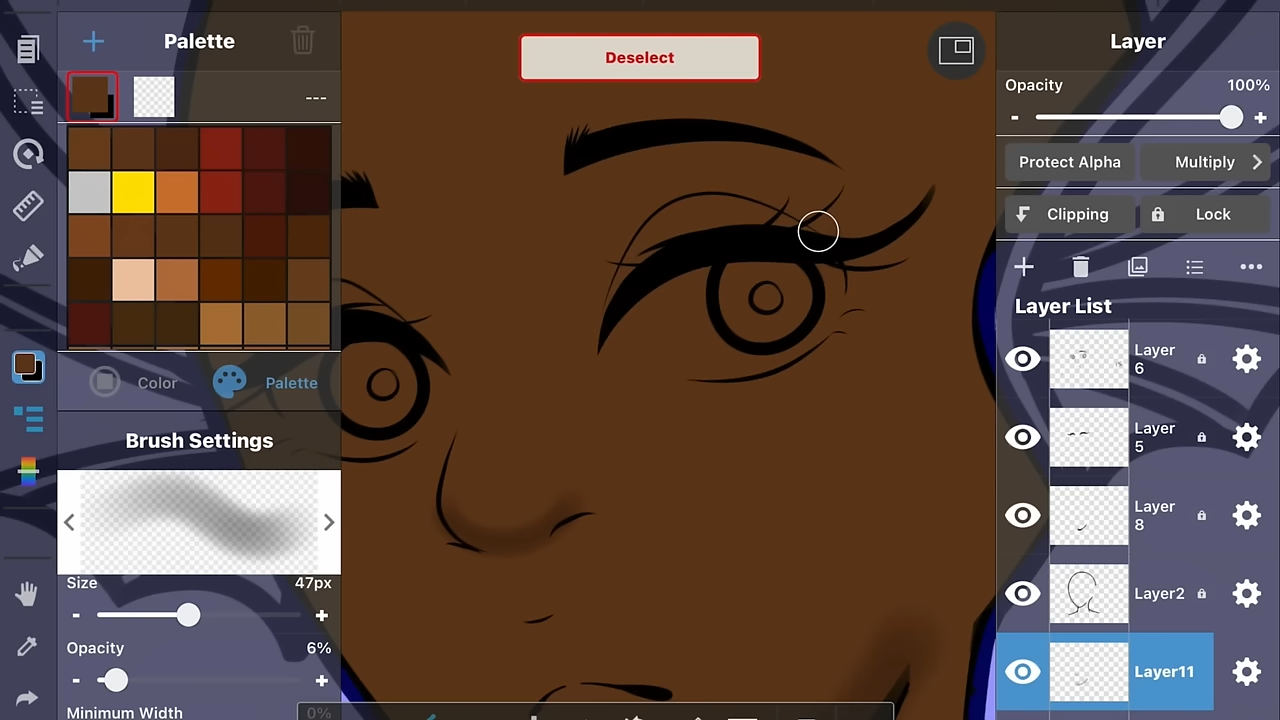 Palette
---
Color
Palette
Brush Settings
Size
47px
-
+
Opacity
6%
-
+
Minimum Width
0%
Deselect
Layer
Opacity
100%
-
+
Protect Alpha
Multiply
Clipping
Lock
Layer List
Layer
6
Layer
5
Layer
8
Layer2
Layer11